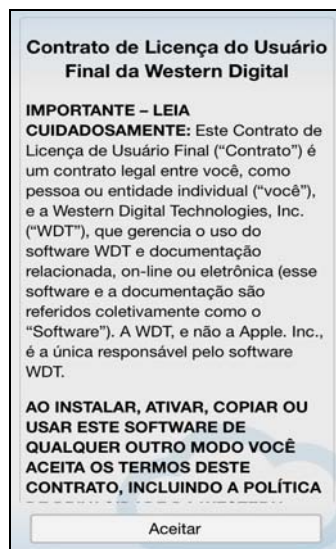 Contrato de Licença do Usuário
Final da Western Digital
IMPORTANTE – LEIA
CUIDADOSAMENTE: Este Contrato de
Licença de Usuário Final (“Contrato”) é
um contrato legal entre você, como
pessoa ou entidade individual (“você”),
e a Western Digital Technologies, Inc.
(“WDT”), que gerencia o uso do
software WDT e documentação
relacionada, on-line ou eletrônica (esse
software e a documentação são
referidos coletivamente como o
“Software”). A WDT, e não a Apple. Inc.,
é a única responsável pelo software
WDT.
AO INSTALAR, ATIVAR, COPIAR OU
USAR ESTE SOFTWARE DE
QUALQUER OUTRO MODO VOCÊ
ACEITA OS TERMOS DESTE
CONTRATO, INCLUINDO A POLÍTICA
Aceitar